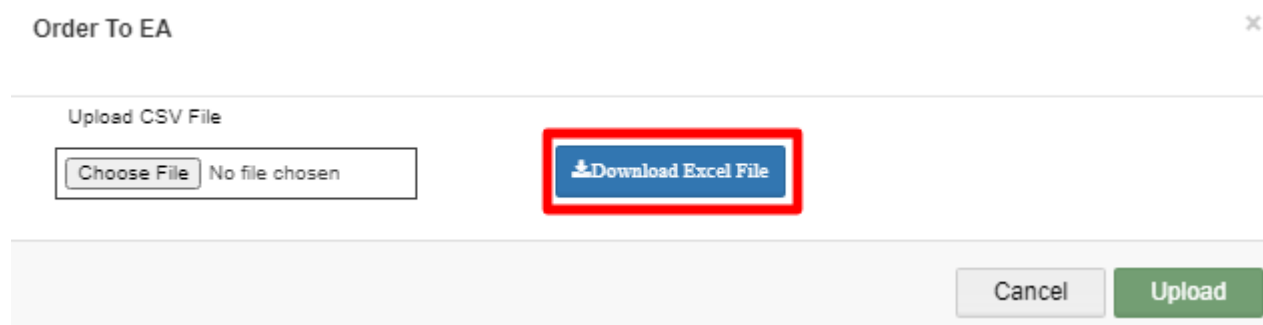 Order To EA
×
Upload CSV File
Choose File No file chosen
Download Excel File
Cancel Upload